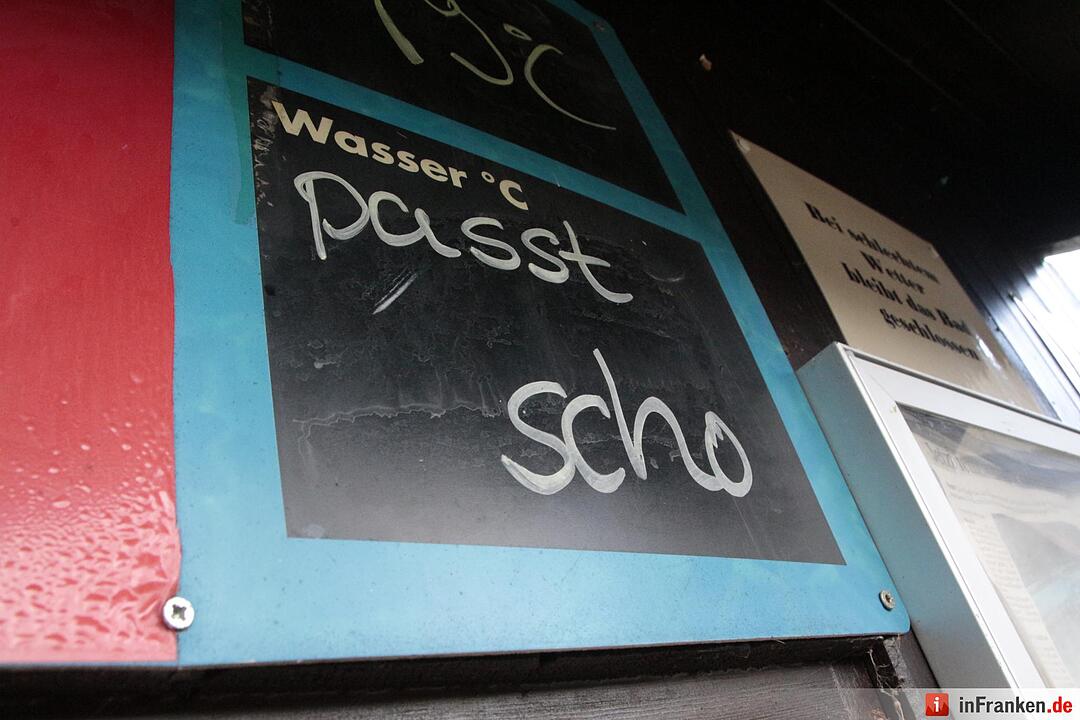 Wasser °C
passt
scho
Bei schlechtem
Wetter
bleibt das Bad
geschlossen
inFranken.de